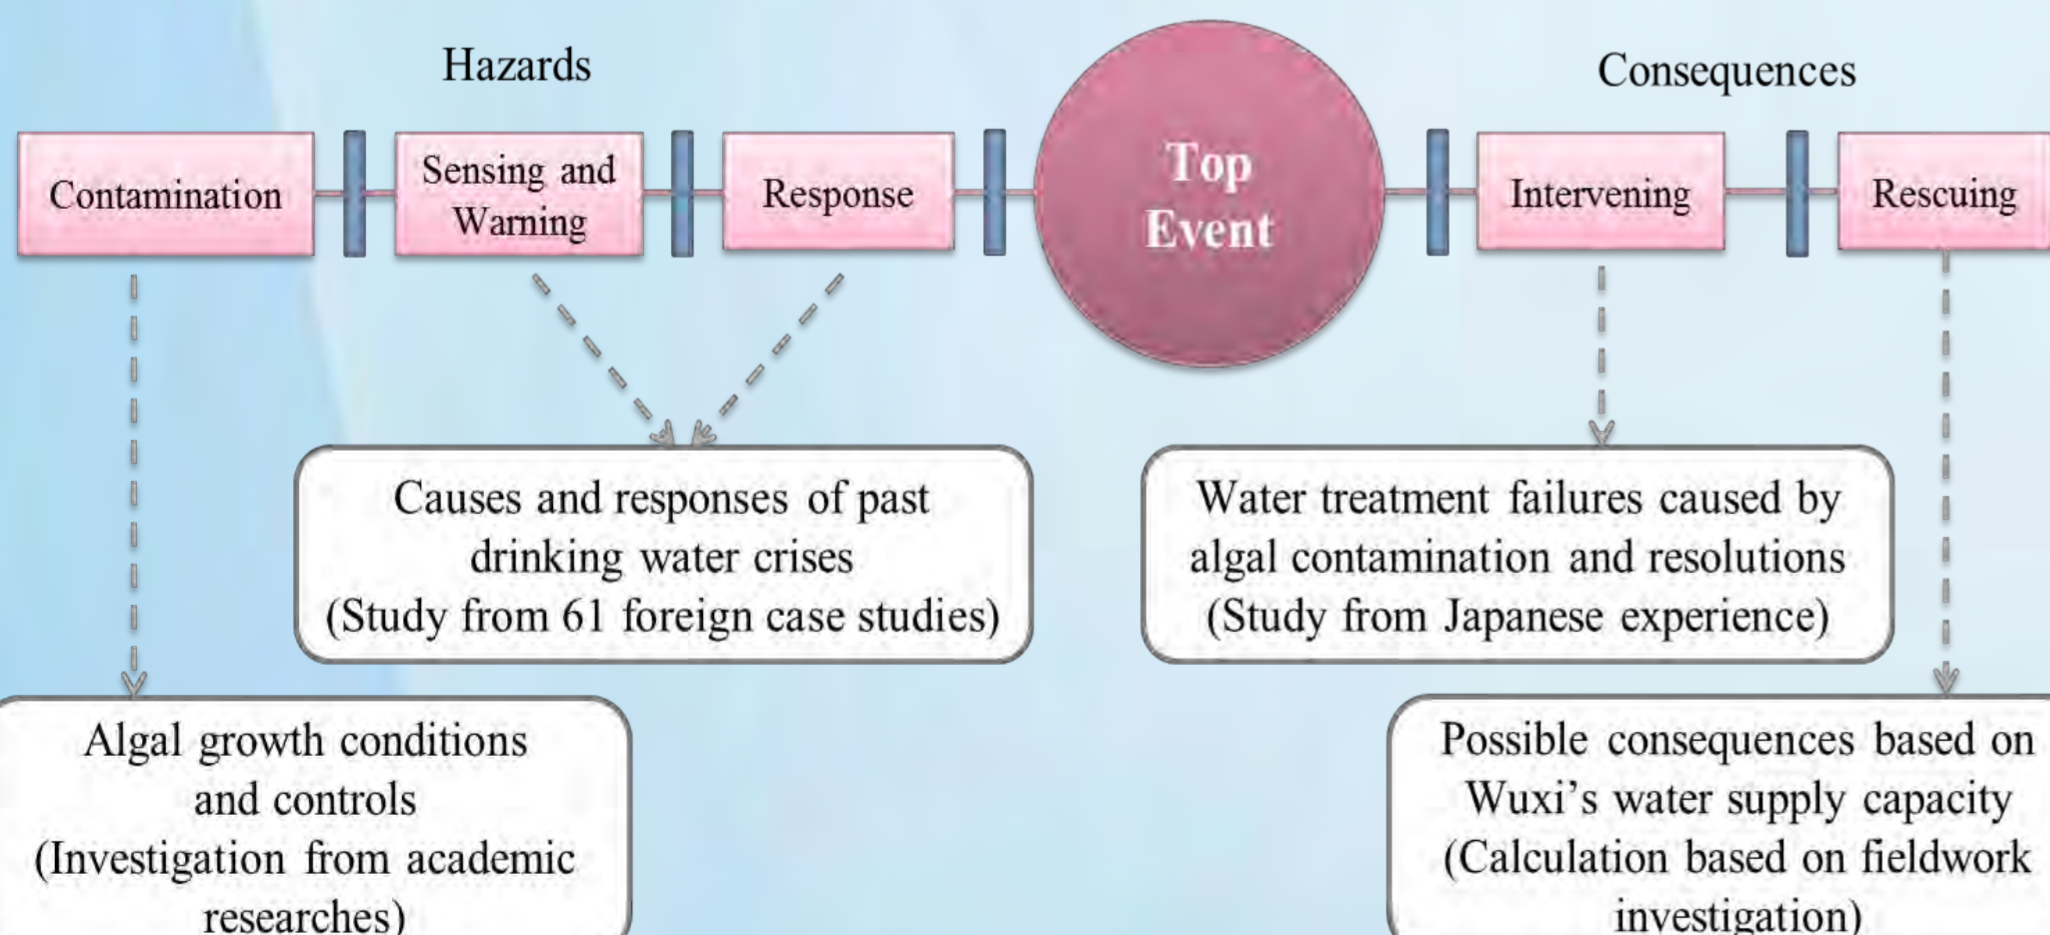 Hazards
Consequences
Contamination
Sensing and
Warning
Response
Top
Event
Intervening
Rescuing
Causes and responses of past
drinking water crises
(Study from 61 foreign case studies)
Water treatment failures caused by
algal contamination and resolutions
(Study from Japanese experience)
Algal growth conditions
and controls
(Investigation from academic
researches)
Possible consequences based on
Wuxi's water supply capacity
(Calculation based on fieldwork
investigation)